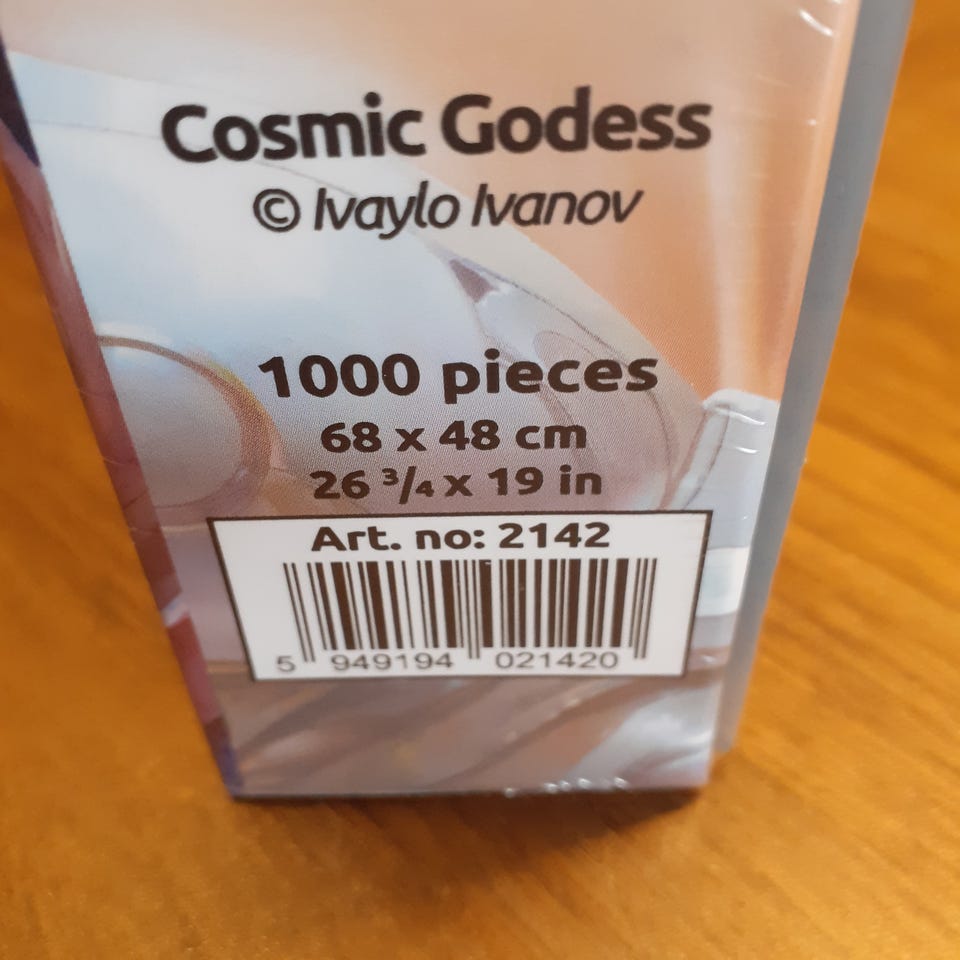 Cosmic Godess
© Ivaylo Ivanov
1000 pieces
68 x 48 cm
26 ³/₄ x 19 in
Art. no: 2142
5 949194 021420